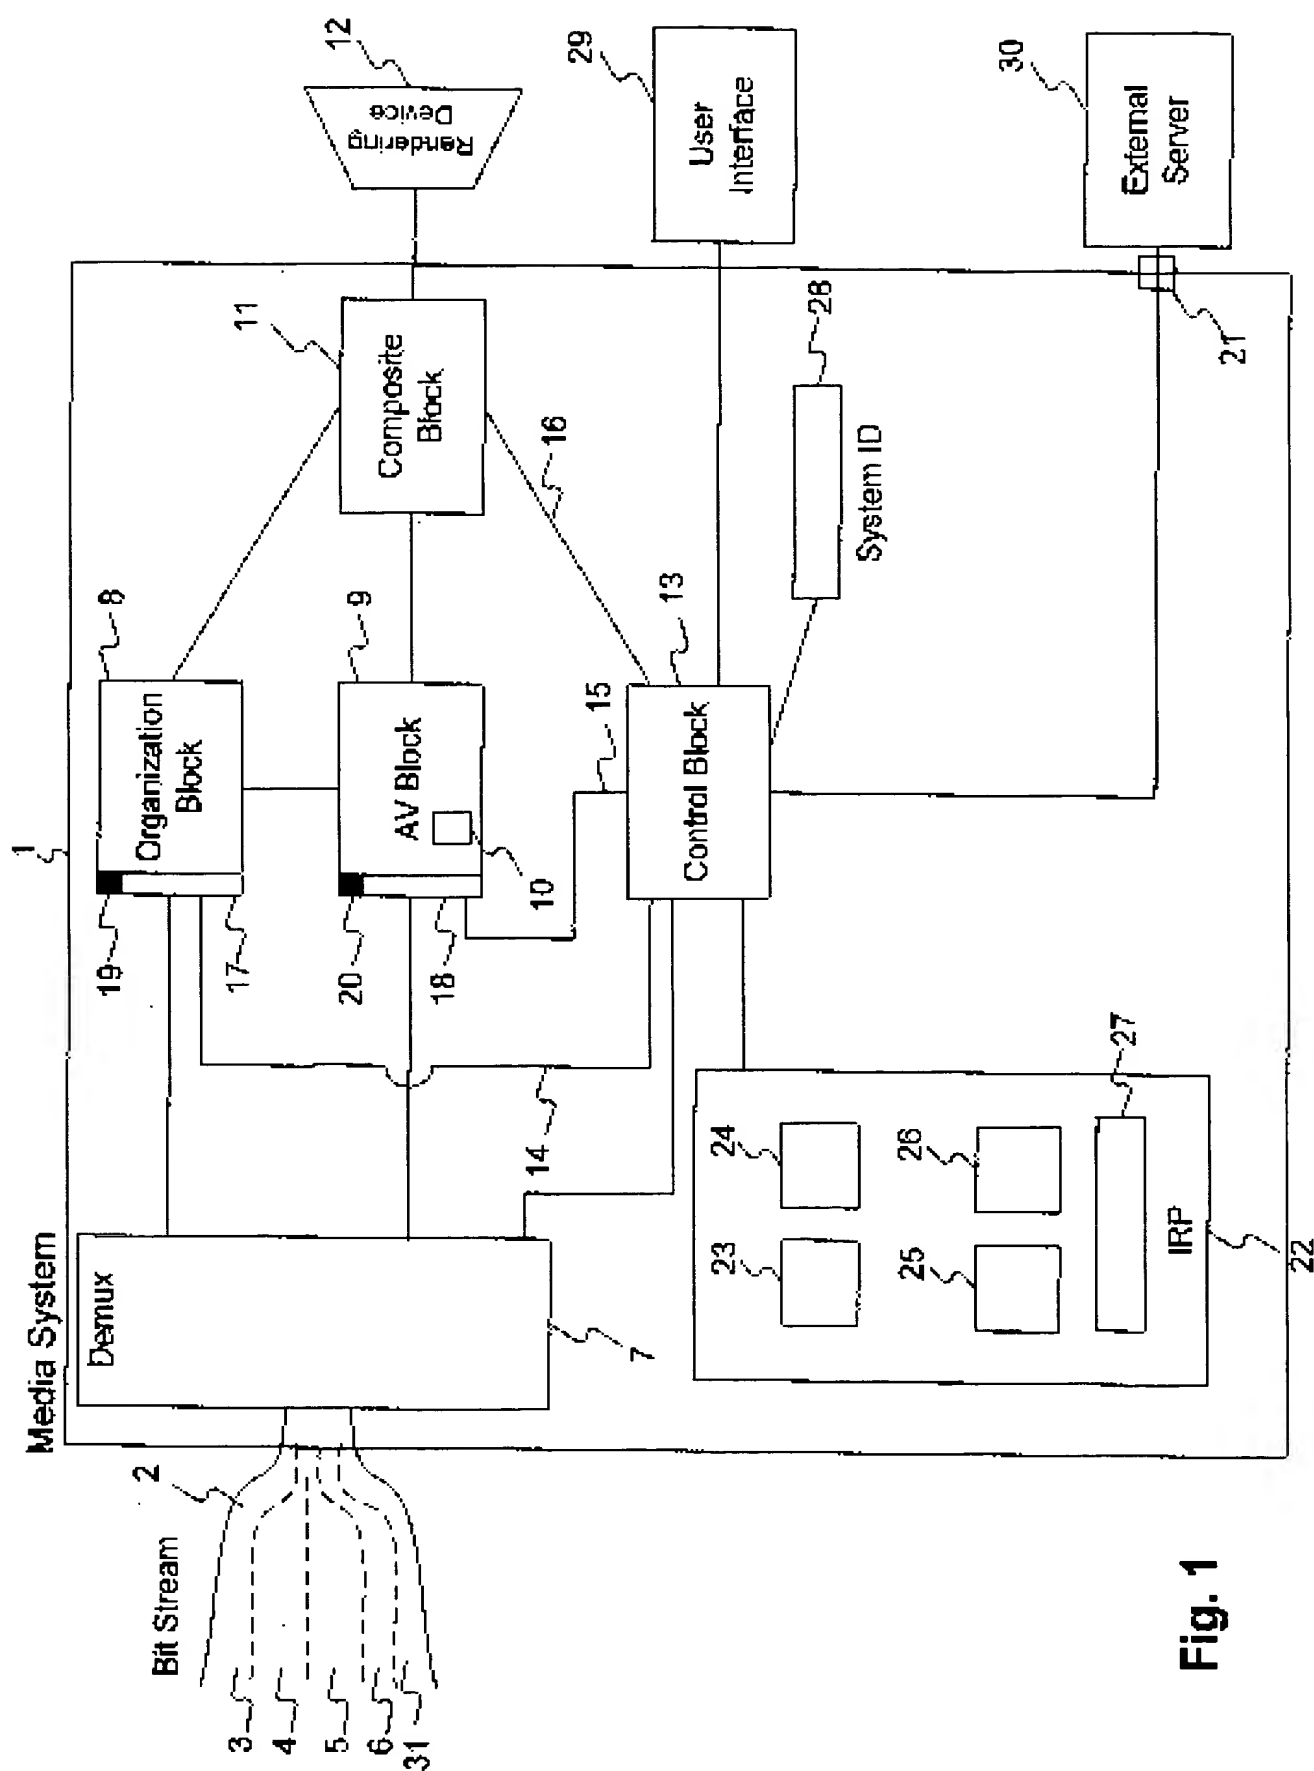 Media System
1
Bit Stream
2
3
4
5
6
31
Demux
7
19
17
Organization
Block
8
20
18
AV Block
9
10
14
15
16
Control Block
13
Composite
Block
11
Rendering
Device
12
User
Interface
29
External
Server
30
21
System ID
28
23
24
25
26
27
IRP
22
Fig. 1